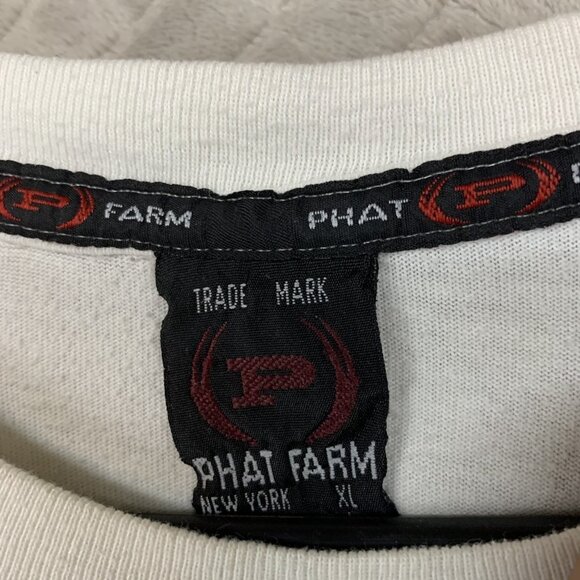 P FARM PHAT P
TRADE MARK
P
PHAT FARM
NEW YORK XL